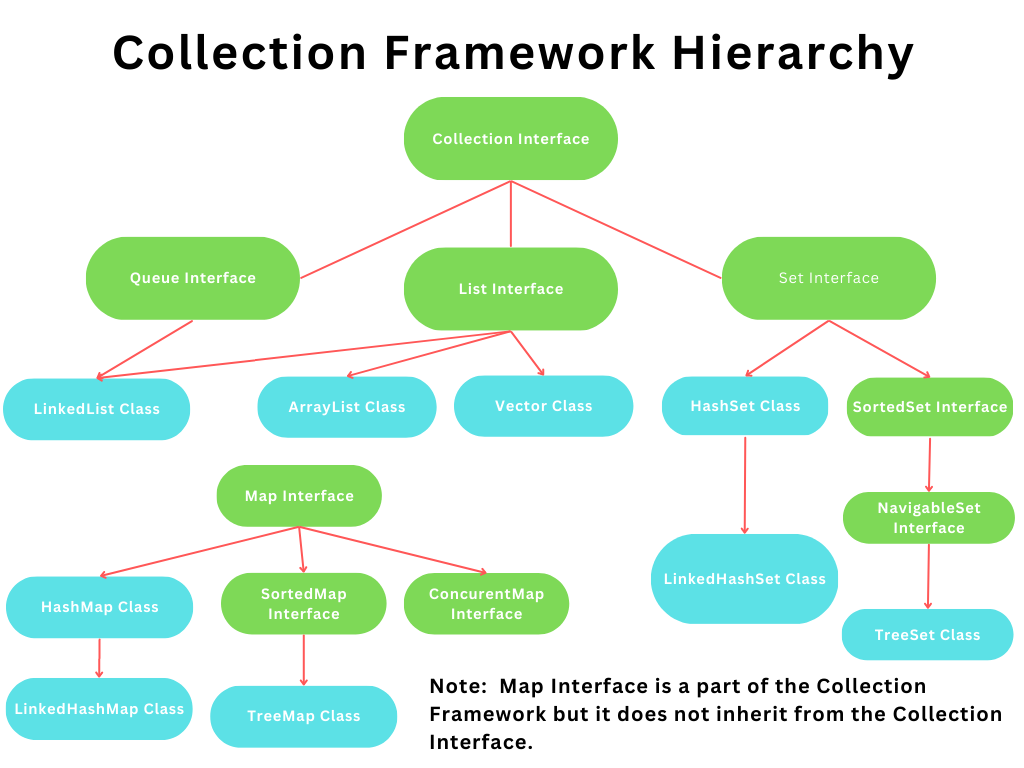 Collection Framework Hierarchy
Collection Interface
Queue Interface
List Interface
Set Interface
LinkedList Class
ArrayList Class
Vector Class
HashSet Class
SortedSet Interface
Map Interface
NavigableSet
Interface
HashMap Class
SortedMap
Interface
ConcurentMap
Interface
LinkedHashSet Class
TreeSet Class
LinkedHashMap Class
TreeMap Class
Note:  Map Interface is a part of the Collection
Framework but it does not inherit from the Collection
Interface.